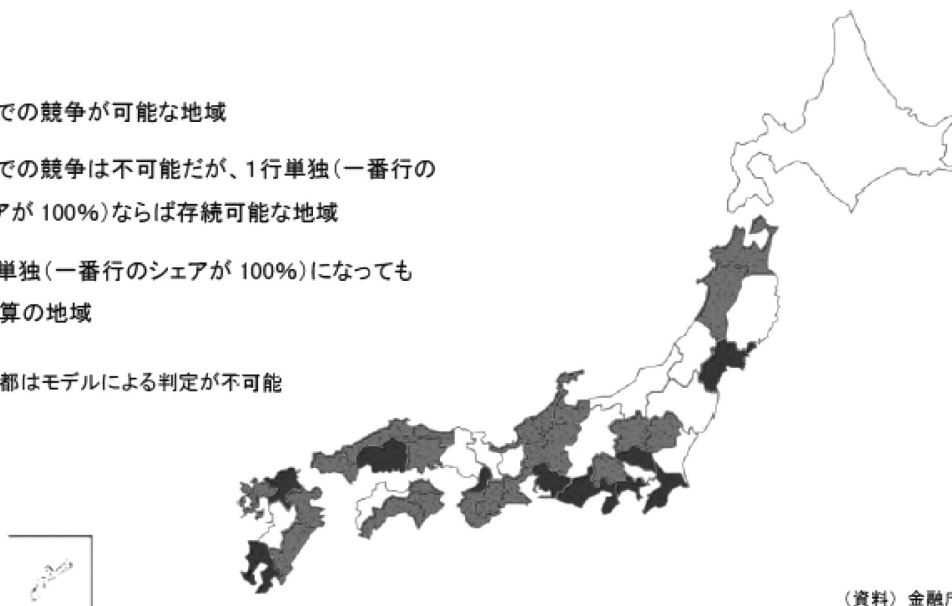 での競争が可能な地域
での競争は不可能だが、1行単独（一番行の
アが 100%）ならば存続可能な地域
単独（一番行のシェアが 100%）になっても
算の地域
都はモデルによる判定が不可能
（資料） 金融庁